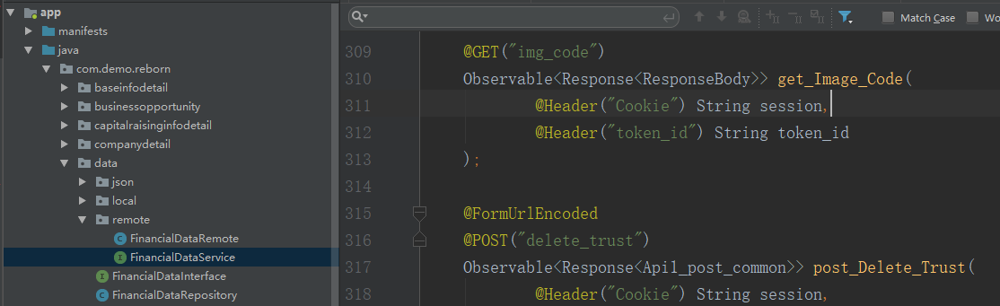 app
manifests
java
com.demo.reborn
baseinfodetail
businessopportunity
capitalraisinginfodetail
companydetail
data
json
local
remote
FinancialDataRemote
FinancialDataService
FinancialDataInterface
FinancialDataRepository
Match Case Wo
309 @GET("img_code")
310 Observable<Response<ResponseBody>> get_Image_Code(
311 @Header("Cookie") String session,
312 @Header("token_id") String token_id
313 );
314
315 @FormUrlEncoded
316 @POST("delete_trust")
317 Observable<Response<Api1_post_common>> post_Delete_Trust(
318 @Header("Cookie") String session,